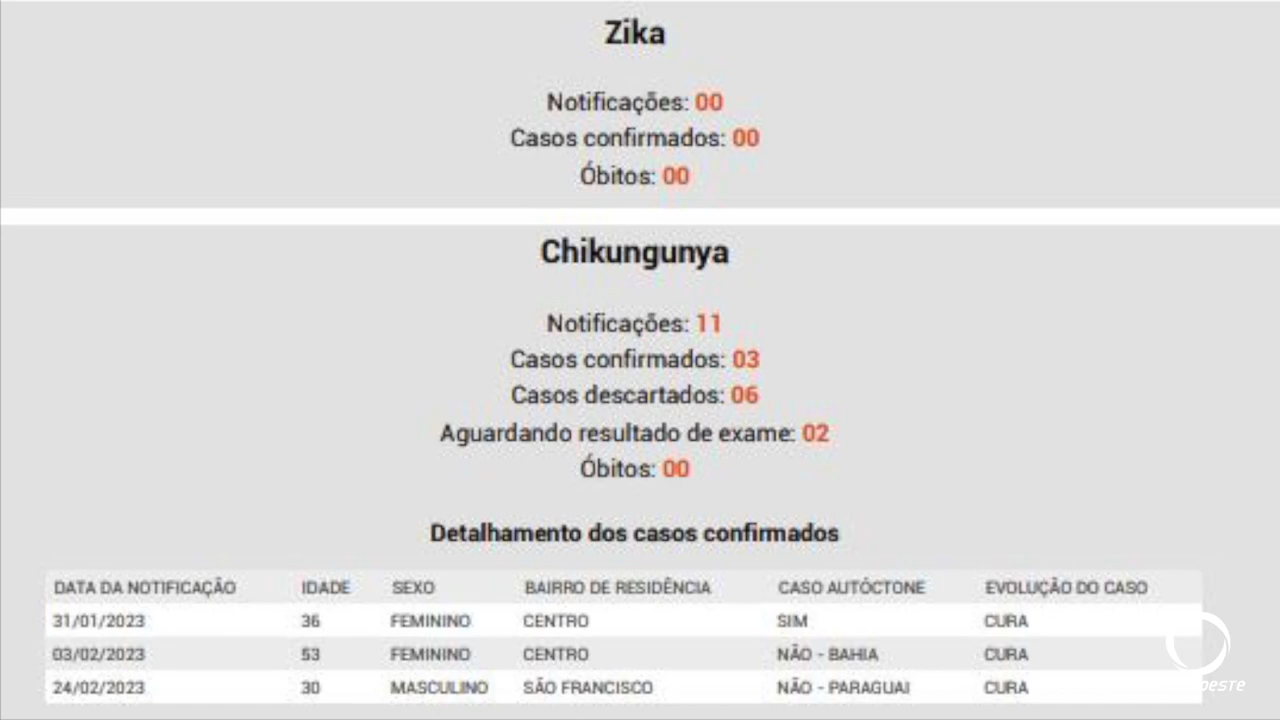 Zika
Notificações: 00
Casos confirmados: 00
Óbitos: 00
Chikungunya
Notificações: 11
Casos confirmados: 03
Casos descartados: 06
Aguardando resultado de exame: 02
Óbitos: 00
Detalhamento dos casos confirmados
DATA DA NOTIFICAÇÃO IDADE SEXO BAIRRO DE RESIDÊNCIA CASO AUTÓCTONE EVOLUÇÃO DO CASO
31/01/2023 36 FEMININO CENTRO SIM CURA
03/02/2023 53 FEMININO CENTRO NÃO - BAHIA CURA
24/02/2023 30 MASCULINO SÃO FRANCISCO NÃO - PARAGUAI CURA